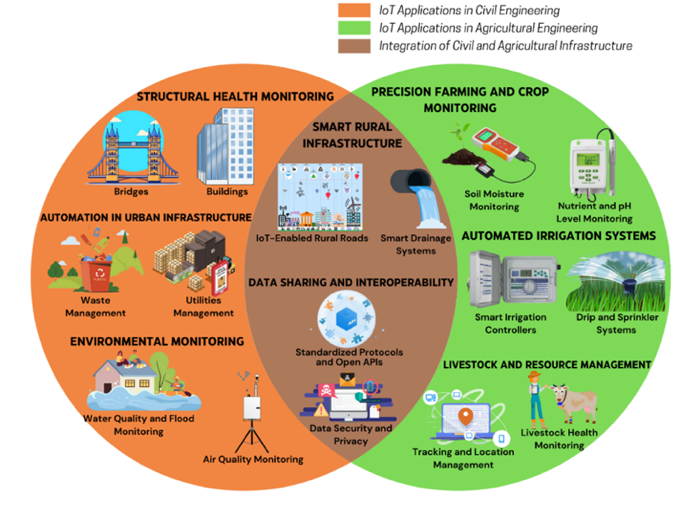 IoT Applications in Civil Engineering
IoT Applications in Agricultural Engineering
Integration of Civil and Agricultural Infrastructure
STRUCTURAL HEALTH MONITORING
Bridges
Buildings
AUTOMATION IN URBAN INFRASTRUCTURE
Waste
Management
Utilities
Management
ENVIRONMENTAL MONITORING
Water Quality and Flood
Monitoring
Air Quality Monitoring
SMART RURAL
INFRASTRUCTURE
IoT-Enabled Rural Roads
Smart Drainage
Systems
DATA SHARING AND INTEROPERABILITY
API
Standardized Protocols
and Open APIs
Data Security and
Privacy
PRECISION FARMING AND CROP
MONITORING
Soil Moisture
Monitoring
Nutrient and pH
Level Monitoring
AUTOMATED IRRIGATION SYSTEMS
Smart Irrigation
Controllers
Drip and Sprinkler
Systems
LIVESTOCK AND RESOURCE MANAGEMENT
Tracking and Location
Management
Livestock Health
Monitoring